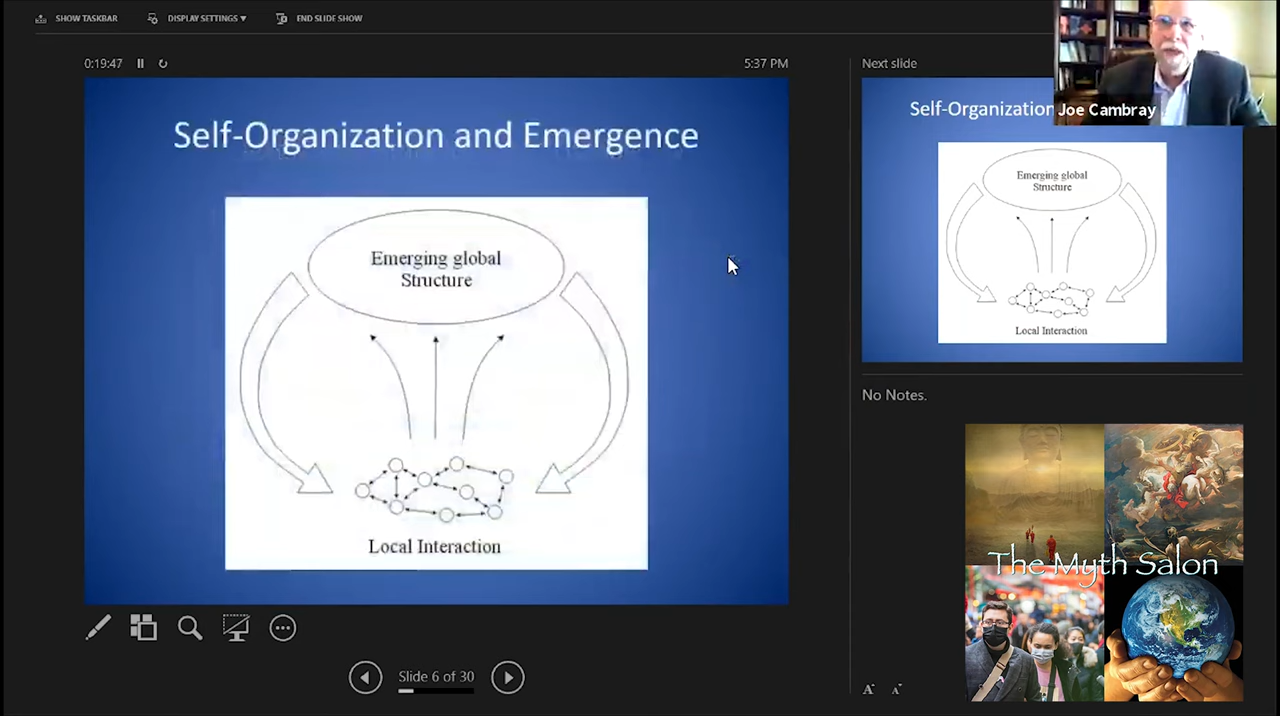 SHOW TASKBAR
DISPLAY SETTINGS ▾
END SLIDE SHOW
0:19:47
5:37 PM
Self-Organization and Emergence
Emerging global
Structure
Local Interaction
Slide 6 of 30
Next slide
Joe Cambray
Self-Organization
Emerging global
Structure
Local Interaction
No Notes.
The Myth Salon
A
A